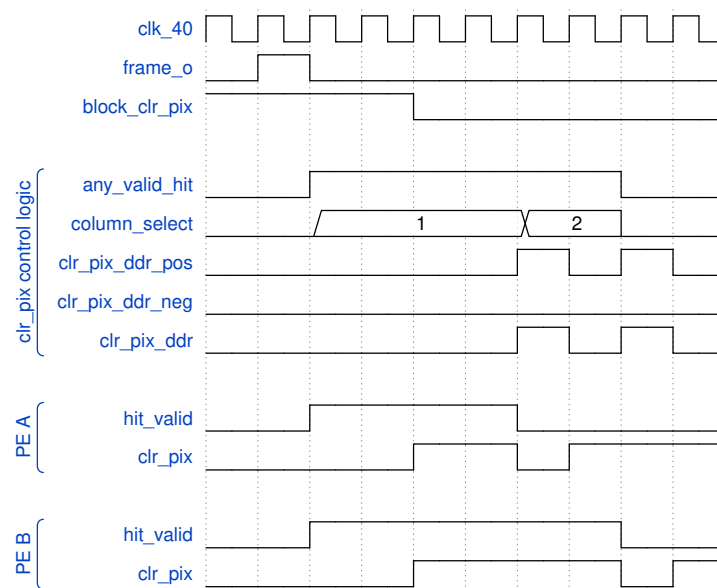 clk_40
frame_o
block_clr_pix
clr_pix control logic
any_valid_hit
column_select
1
2
clr_pix_ddr_pos
clr_pix_ddr_neg
clr_pix_ddr
PE A
hit_valid
clr_pix
PE B
hit_valid
clr_pix